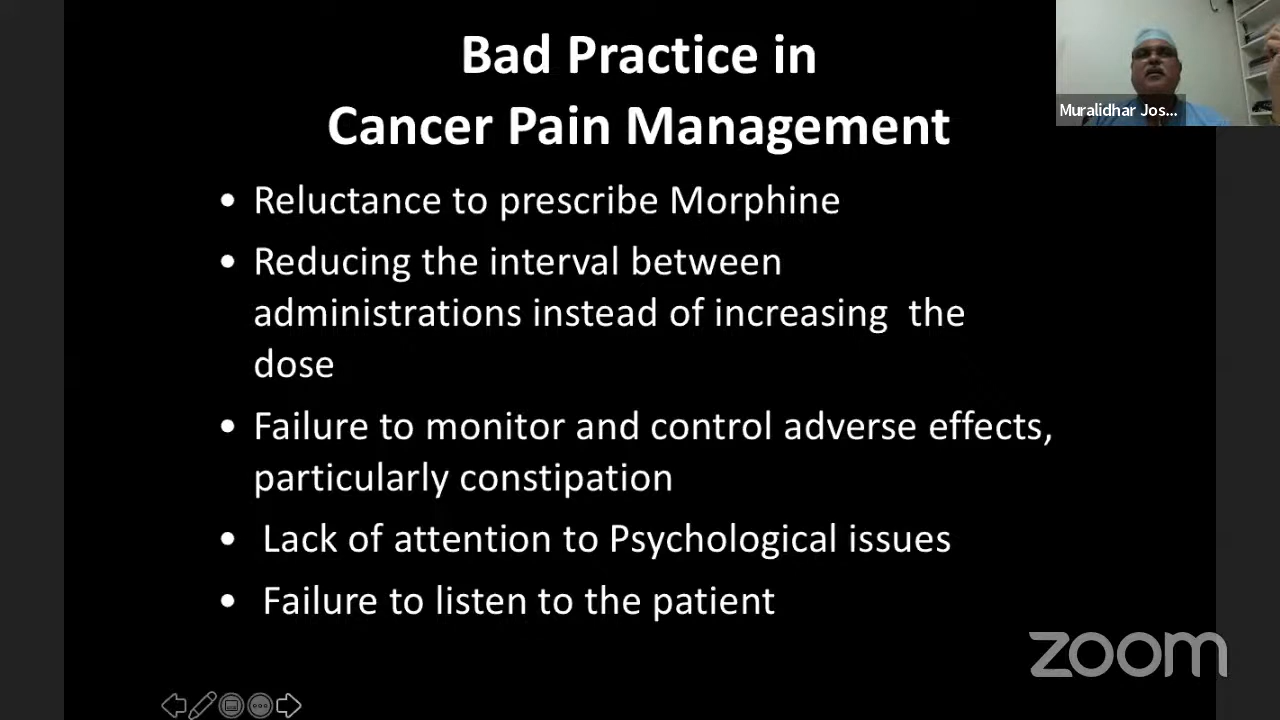 Bad Practice in
Cancer Pain Management
• Reluctance to prescribe Morphine
• Reducing the interval between
administrations instead of increasing the
dose
• Failure to monitor and control adverse effects,
particularly constipation
• Lack of attention to Psychological issues
• Failure to listen to the patient
Muralidhar Jos...
zoom